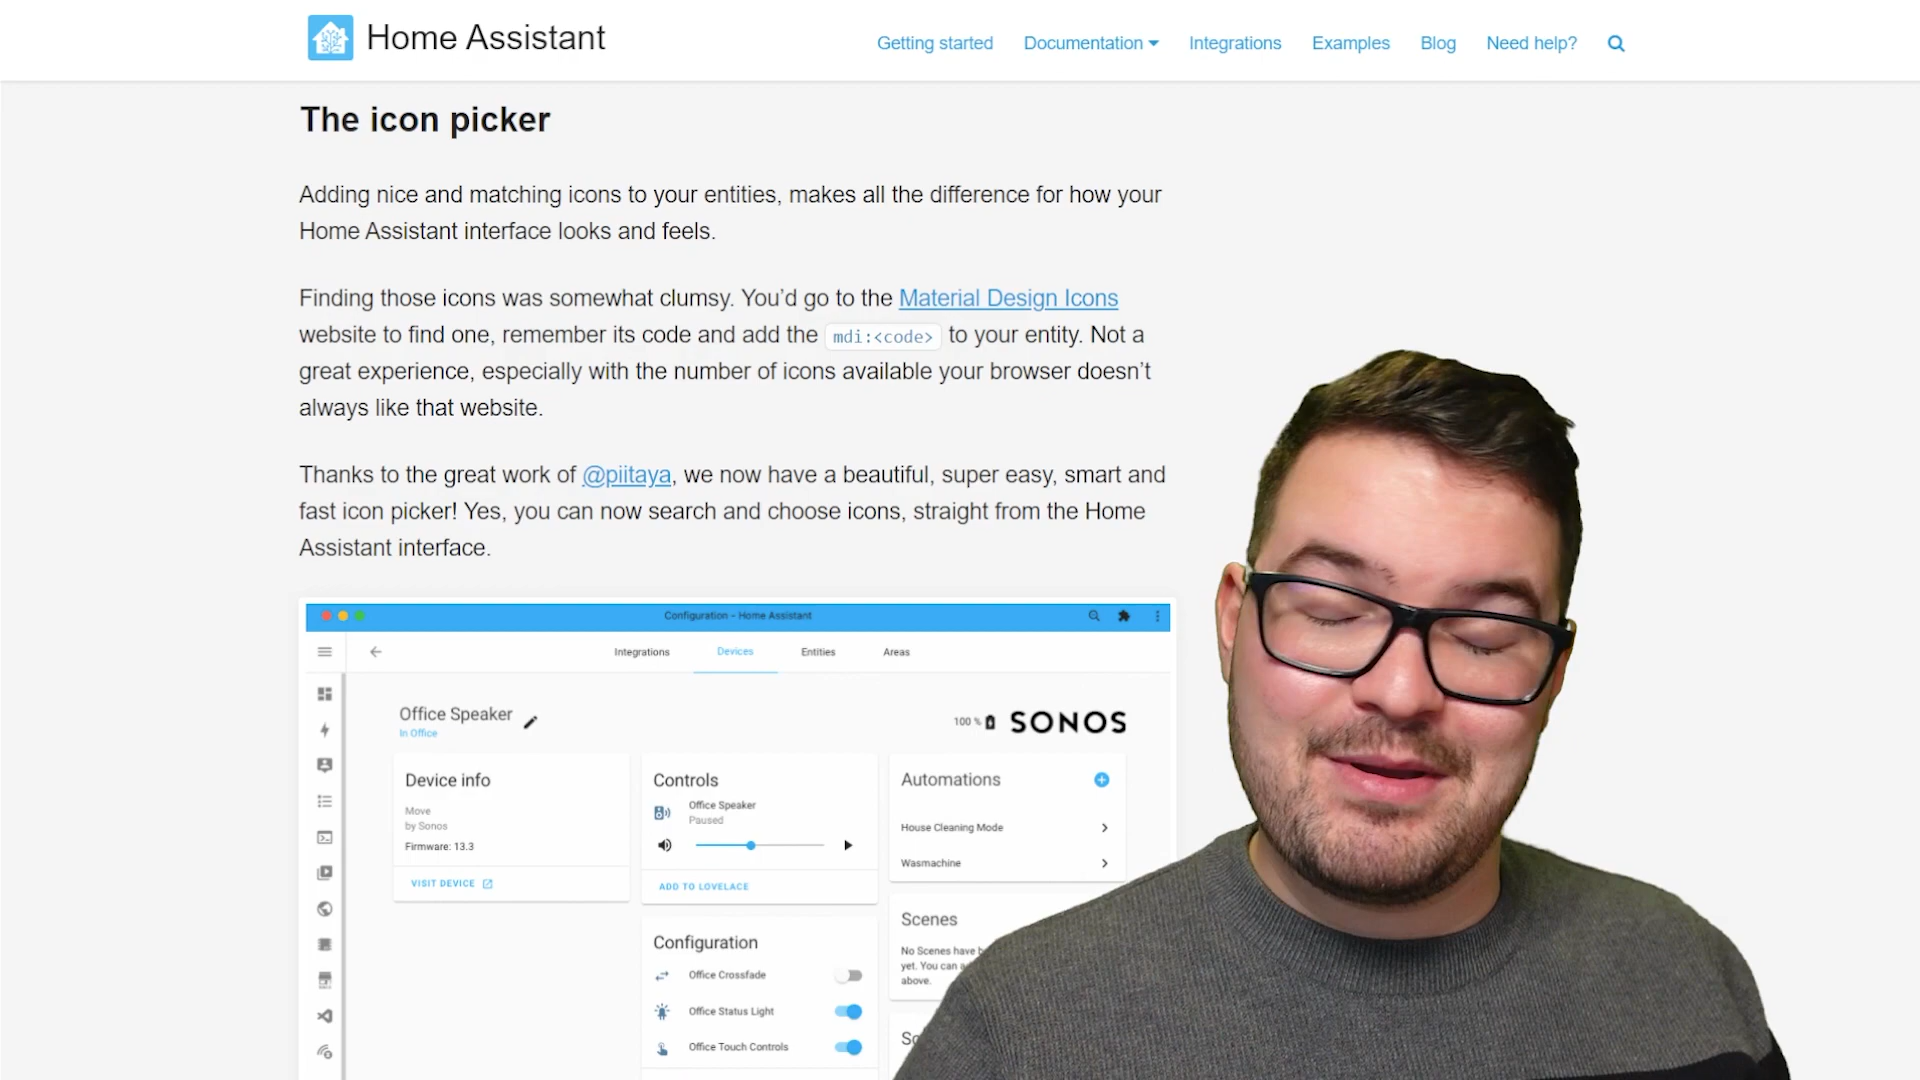 Home Assistant
Getting started Documentation Integrations Examples Blog Need help?
The icon picker
Adding nice and matching icons to your entities, makes all the difference for how your
Home Assistant interface looks and feels.
Finding those icons was somewhat clumsy. You’d go to the Material Design Icons
website to find one, remember its code and add the mdi:<code> to your entity. Not a
great experience, especially with the number of icons available your browser doesn’t
always like that website.
Thanks to the great work of @piitaya, we now have a beautiful, super easy, smart and
fast icon picker! Yes, you can now search and choose icons, straight from the Home
Assistant interface.
Configuration – Home Assistant
Integrations Devices Entities Areas
Office Speaker
In Office
100 % SONOS
Device info
Move
by Sonos
Firmware: 13.3
VISIT DEVICE
Controls
Office Speaker
Paused
ADD TO LOVELACE
Configuration
Office Crossfade
Office Status Light
Office Touch Controls
Automations
House Cleaning Mode
Wasmachine
Scenes
No Scenes have
yet. You can
above.